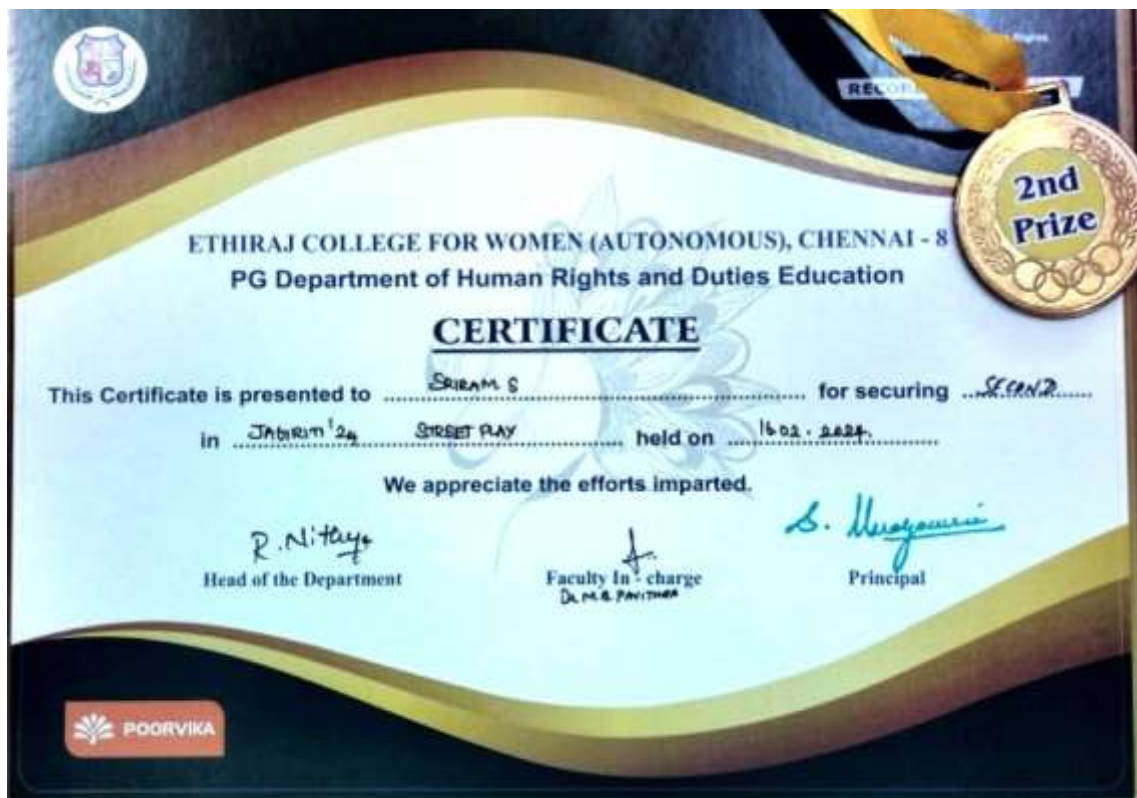 2nd
Prize
ETHIRAJ COLLEGE FOR WOMEN (AUTONOMOUS), CHENNAI - 8
PG Department of Human Rights and Duties Education
CERTIFICATE
This Certificate is presented to SRIRAM S for securing SECOND
in '24 STREET PLAY held on 16.02.2024.
We appreciate the efforts imparted.
R. Nithya
Head of the Department
Faculty In - charge
Principal
Dr. M.B. PAVITHRA
POORVIKA